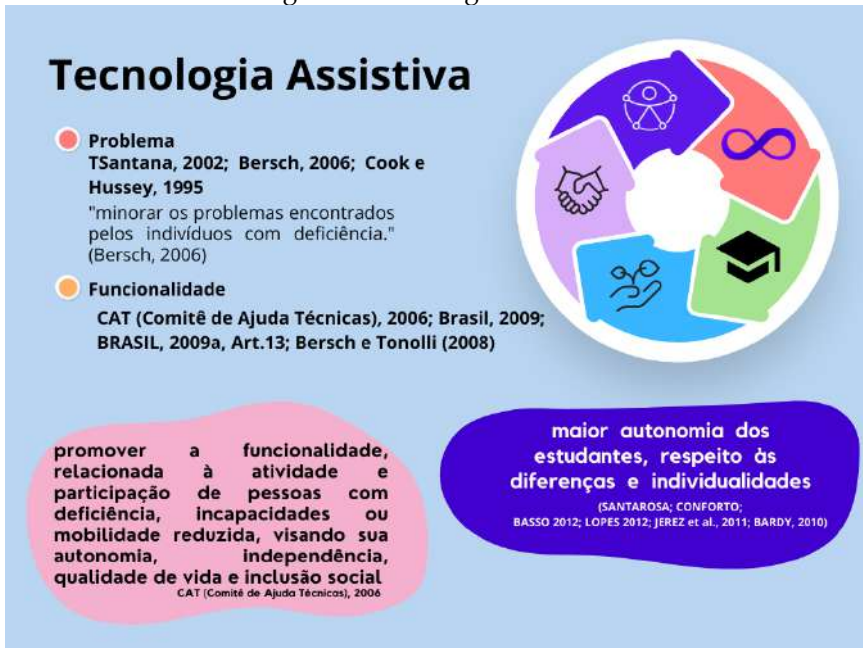 Tecnologia Assistiva
Problema
TSantana, 2002; Bersch, 2006; Cook e
Hussey, 1995
"minorar os problemas encontrados
pelos indivíduos com deficiência."
(Bersch, 2006)
Funcionalidade
CAT (Comitê de Ajuda Técnicas), 2006; Brasil, 2009;
BRASIL, 2009a, Art.13; Bersch e Tonolli (2008)
promover a funcionalidade,
relacionada à atividade e
participação de pessoas com
deficiência, incapacidades ou
mobilidade reduzida, visando sua
autonomia, independência,
qualidade de vida e inclusão social
CAT (Comitê de Ajuda Técnicas), 2006
maior autonomia dos
estudantes, respeito às
diferenças e individualidades
(SANTAROSA; CONFORTO;
BASSO 2012; LOPES 2012; JEREZ et al., 2011; BARDY, 2010)